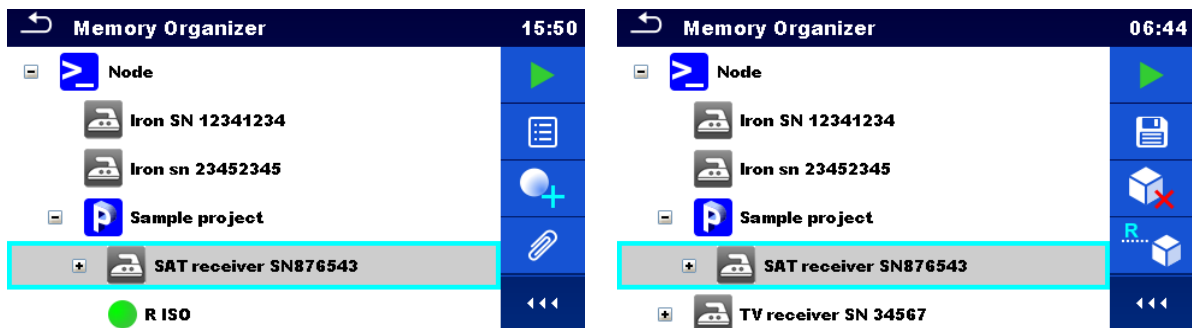 Memory Organizer 15:50
Node
Iron SN 12341234
Iron sn 23452345
Sample project
SAT receiver SN876543
R ISO
Memory Organizer 06:44
Node
Iron SN 12341234
Iron sn 23452345
Sample project
SAT receiver SN876543
R
TV receiver SN 34567